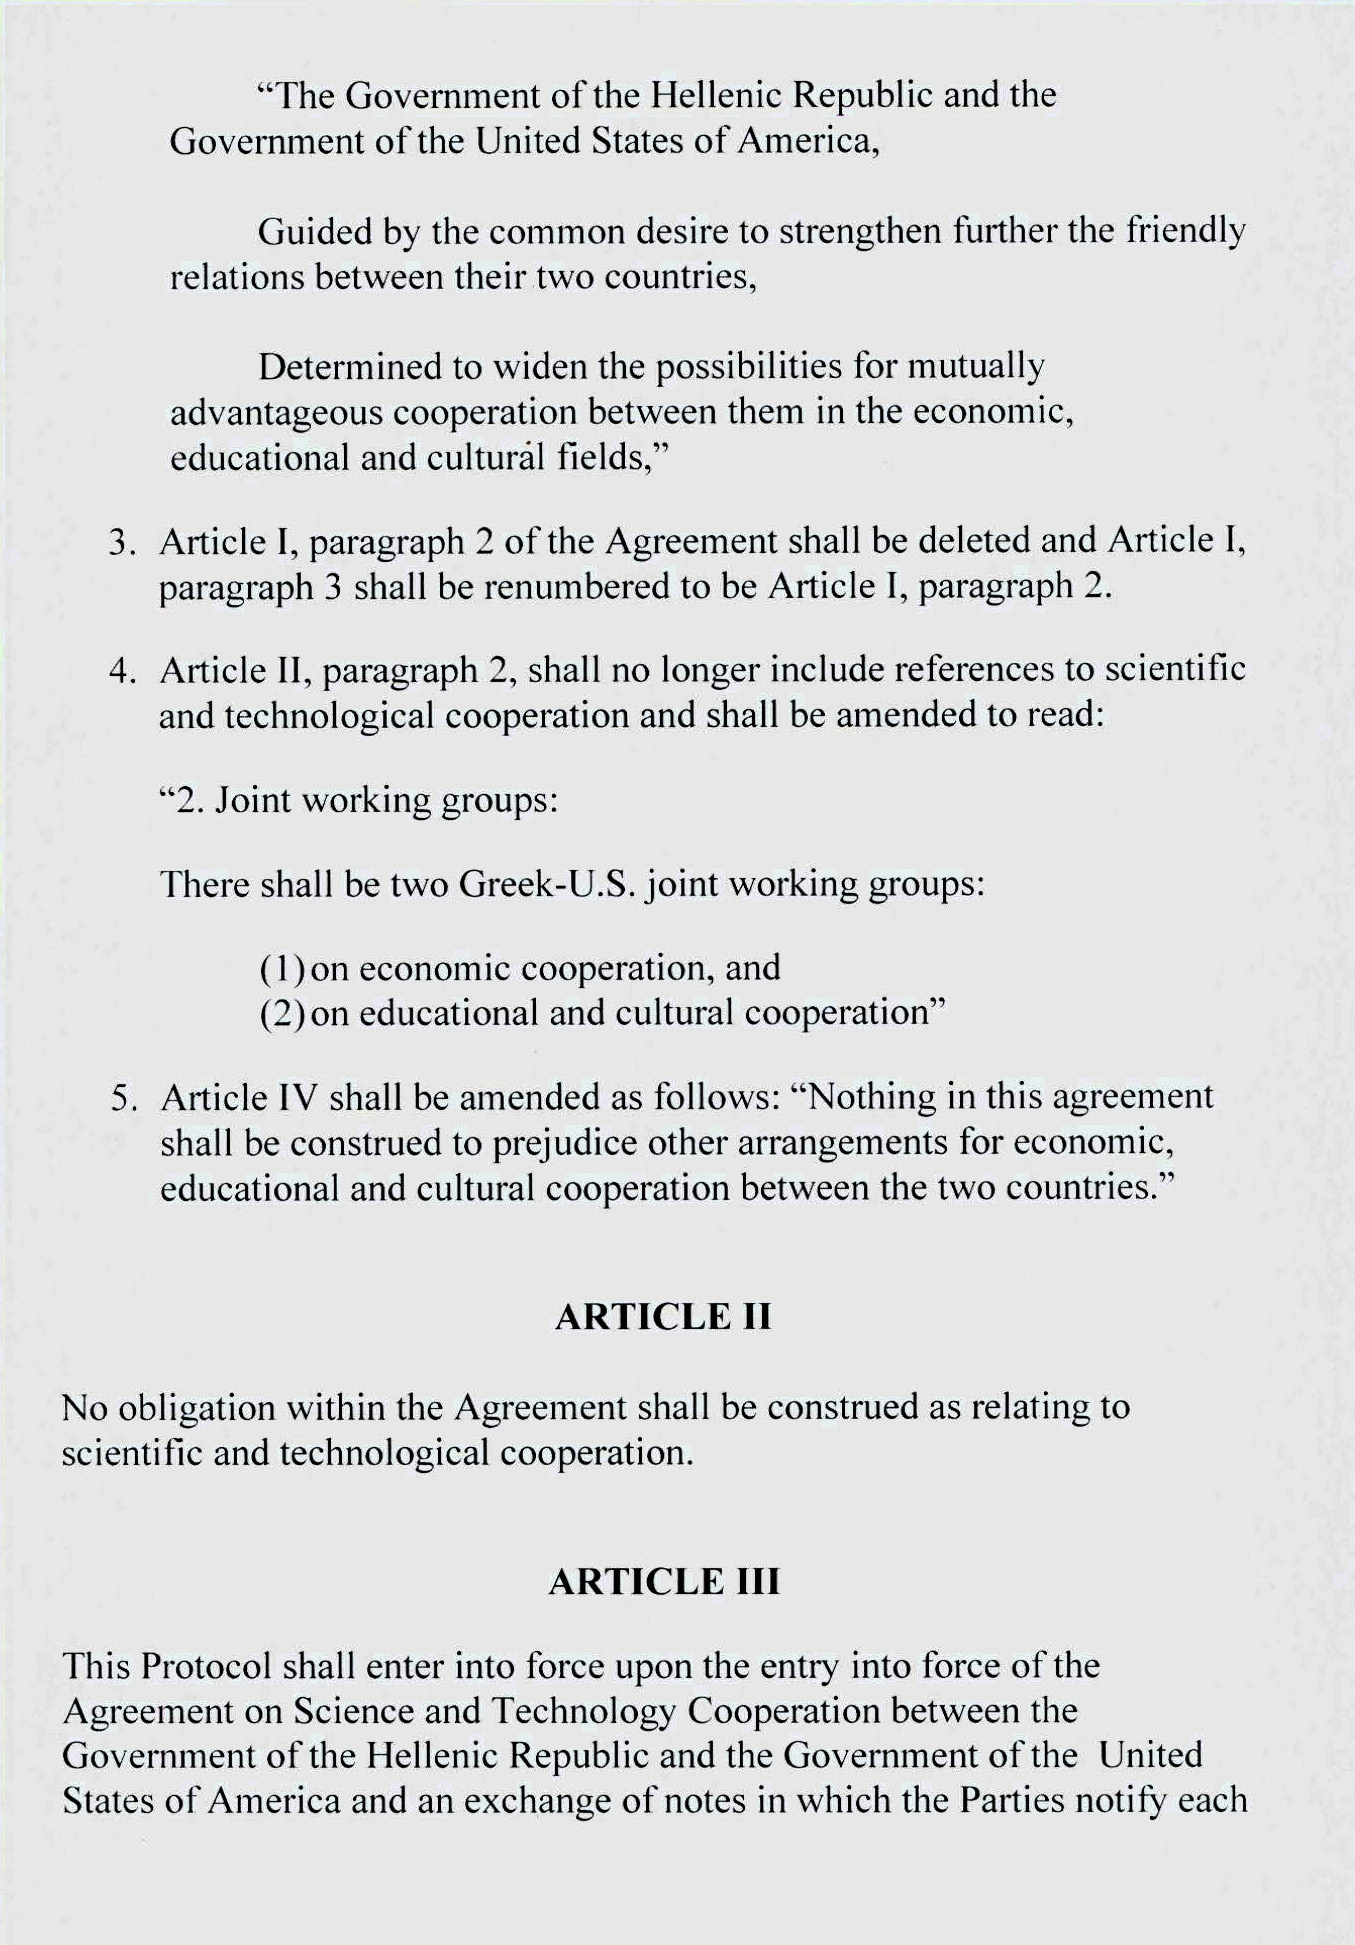 “The Government of the Hellenic Republic and the
Government of the United States of America,
Guided by the common desire to strengthen further the friendly
relations between their two countries,
Determined to widen the possibilities for mutually
advantageous cooperation between them in the economic,
educational and cultural fields,”
3. Article I, paragraph 2 of the Agreement shall be deleted and Article I,
paragraph 3 shall be renumbered to be Article I, paragraph 2.
4. Article II, paragraph 2, shall no longer include references to scientific
and technological cooperation and shall be amended to read:
“2. Joint working groups:
There shall be two Greek-U.S. joint working groups:
(1) on economic cooperation, and
(2) on educational and cultural cooperation”
5. Article IV shall be amended as follows: “Nothing in this agreement
shall be construed to prejudice other arrangements for economic,
educational and cultural cooperation between the two countries.”
ARTICLE II
No obligation within the Agreement shall be construed as relating to
scientific and technological cooperation.
ARTICLE III
This Protocol shall enter into force upon the entry into force of the
Agreement on Science and Technology Cooperation between the
Government of the Hellenic Republic and the Government of the United
States of America and an exchange of notes in which the Parties notify each